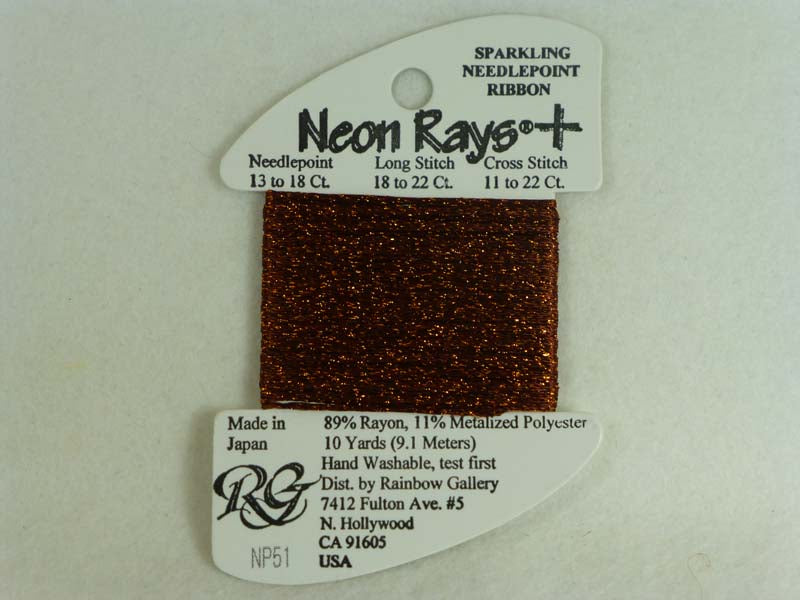 SPARKLING
NEEDLEPOINT
RIBBON
Neon Rays®+
Needlepoint Long Stitch Cross Stitch
13 to 18 Ct. 18 to 22 Ct. 11 to 22 Ct.
Made in 89% Rayon, 11% Metalized Polyester
Japan 10 Yards (9.1 Meters)
Hand Washable, test first
RG Dist. by Rainbow Gallery
7412 Fulton Ave. #5
N. Hollywood
CA 91605
NP51 USA